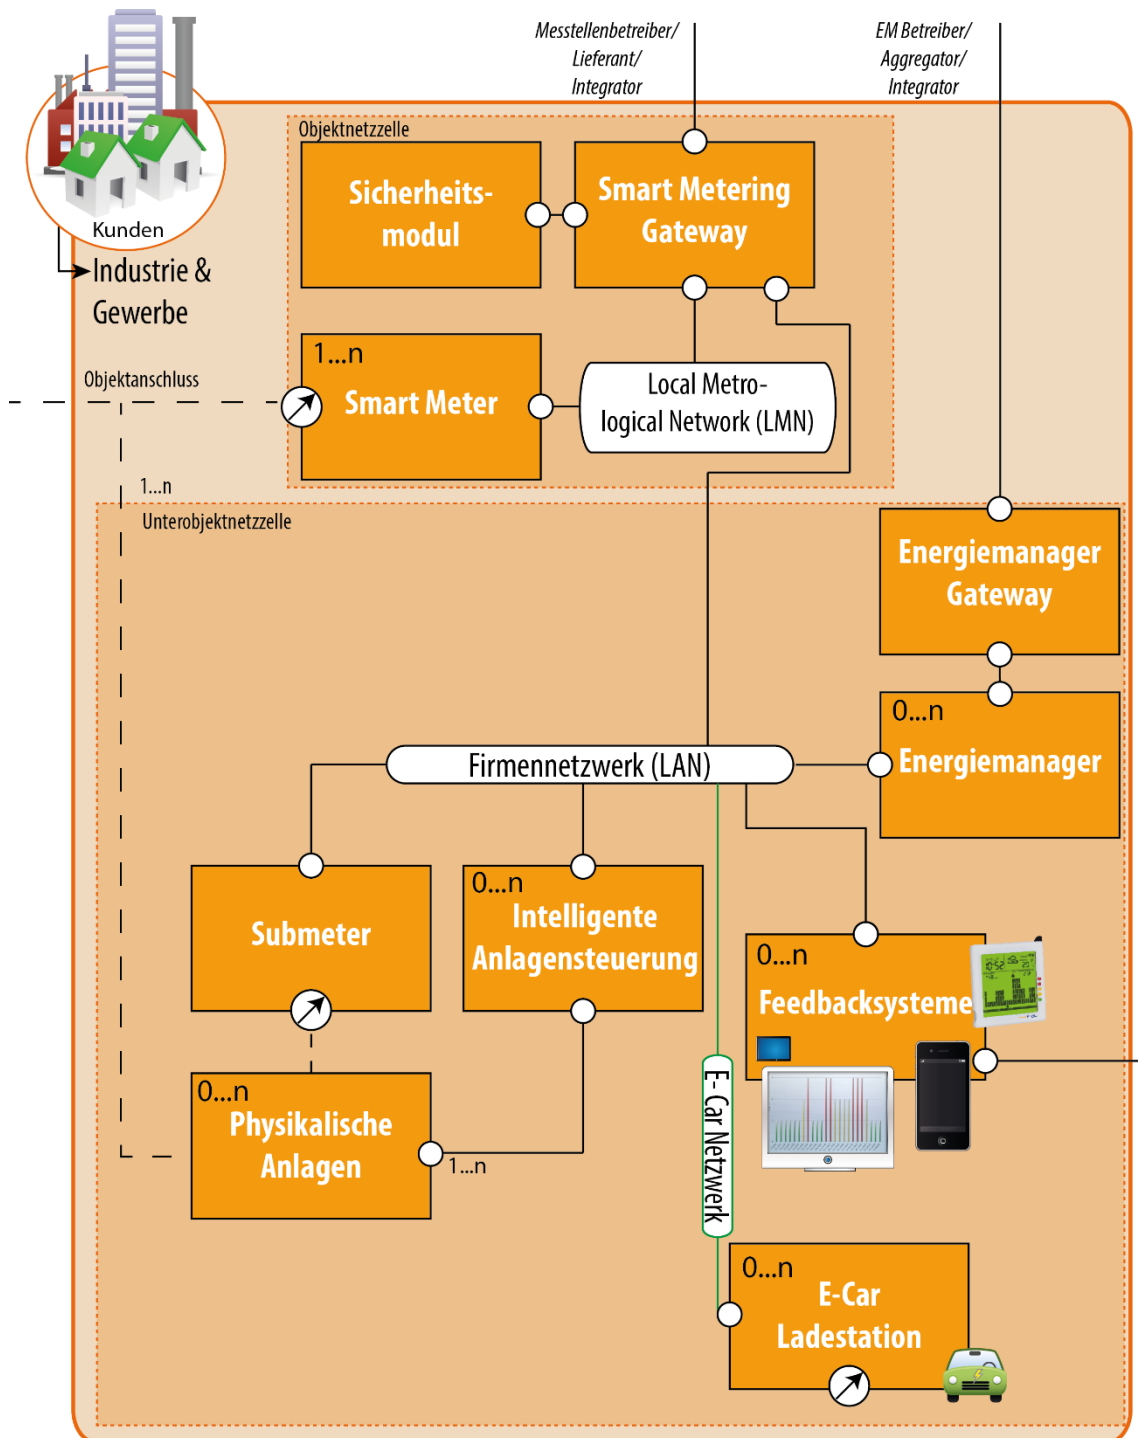 Messtellenbetreiber/
Lieferant/
Integrator
EM Betreiber/
Aggregator/
Integrator
Kunden
Industrie &
Gewerbe
Objektnetzzelle
Sicherheits-
modul
Smart Metering
Gateway
1...n
Smart Meter
Local Metro-
logical Network (LMN)
Objektanschluss
1...n
Unterobjektnetzzelle
Energiemanager
Gateway
0...n
Energiemanager
Firmennetzwerk (LAN)
Submeter
0...n
Intelligente
Anlagensteuerung
0...n
Feedbacksysteme
10:52
0...n
Physikalische
Anlagen
1...n
E- Car Netzwerk
0...n
E-Car
Ladestation